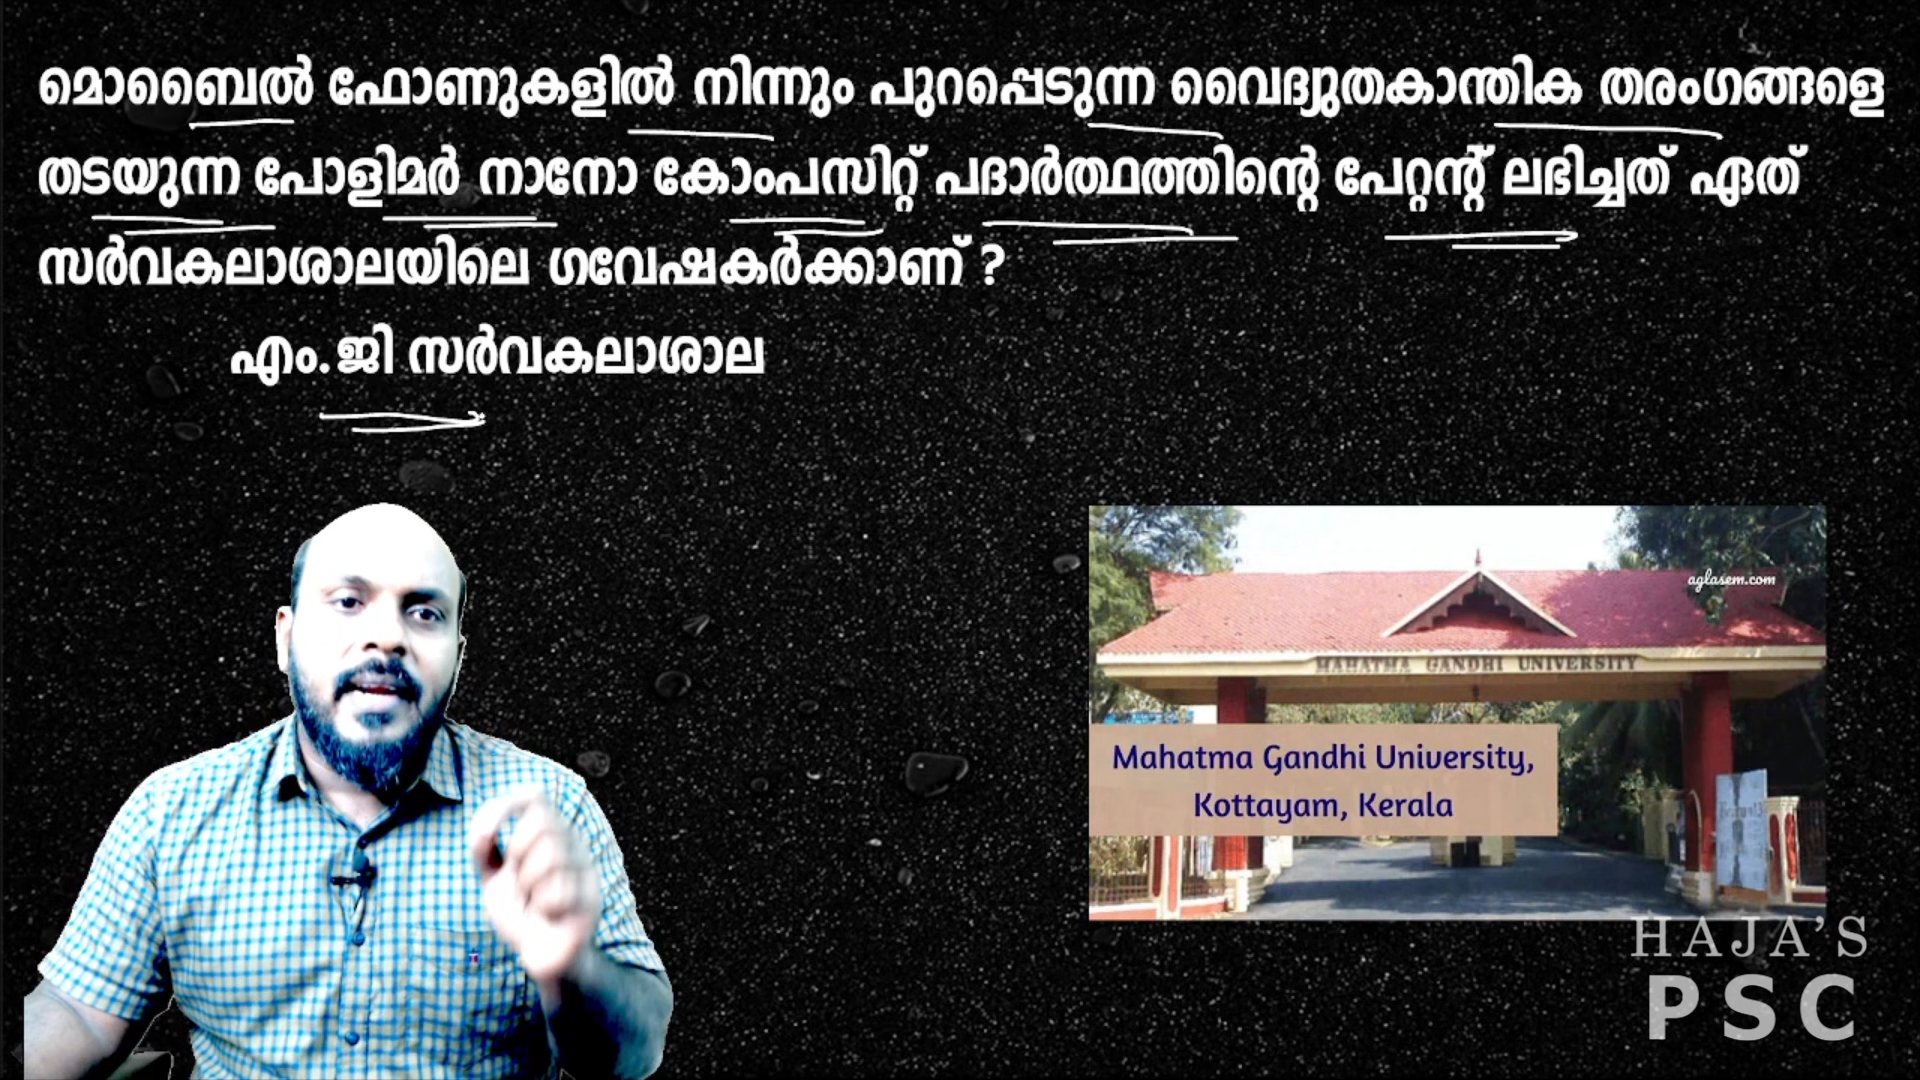 മൊബൈൽ ഫോണുകളിൽ നിന്നും പുറപ്പെടുന്ന വൈദ്യുതകാന്തിക തരംഗങ്ങളെ
തടയുന്ന പോളിമർ നാനോ കോംപസിറ്റ് പദാർത്ഥത്തിന്റെ പേറ്റന്റ് ലഭിച്ചത് ഏത്
സർവകലാശാലയിലെ ഗവേഷകർക്കാണ് ?
എം.ജി സർവകലാശാല
aglasem.com
MAHATMA GANDHI UNIVERSITY
Mahatma Gandhi University,
Kottayam, Kerala
HAJA'S
PSC